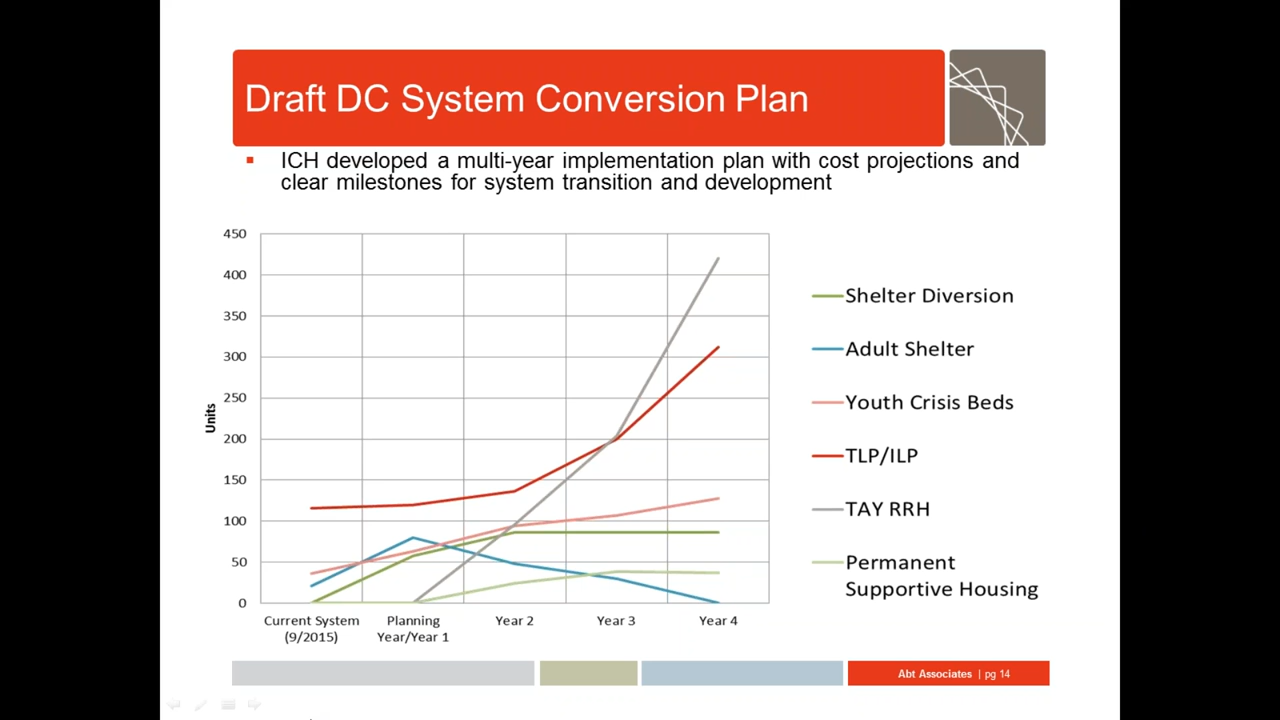 Draft DC System Conversion Plan
▪ ICH developed a multi-year implementation plan with cost projections and
clear milestones for system transition and development
450
400
350
300
250
200
150
100
50
0
Units
Current System
(9/2015)
Planning
Year/Year 1
Year 2
Year 3
Year 4
Shelter Diversion
Adult Shelter
Youth Crisis Beds
TLP/ILP
TAY RRH
Permanent
Supportive Housing
Abt Associates | pg 14